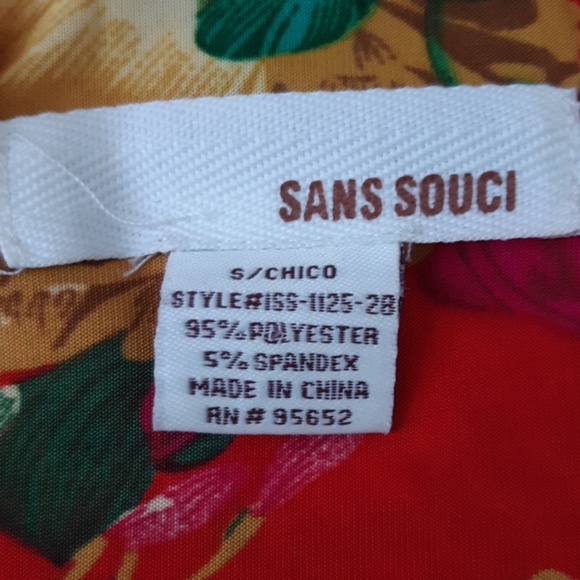 SANS SOUCI
S/CHICO
STYLE#ISS-1125-28
95% POLYESTER
5% SPANDEX
MADE IN CHINA
RN# 95652